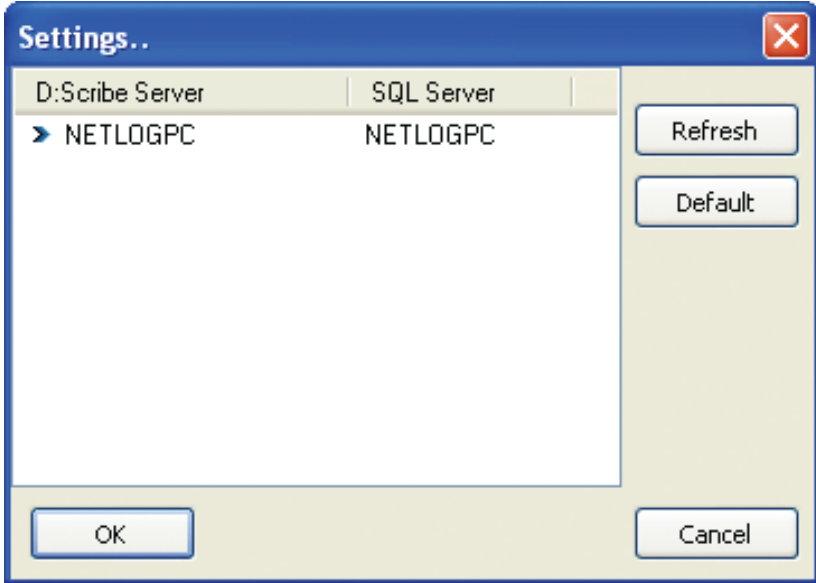 Settings..
D:Scribe Server SQL Server
NETLOGPC NETLOGPC
Refresh
Default
OK Cancel